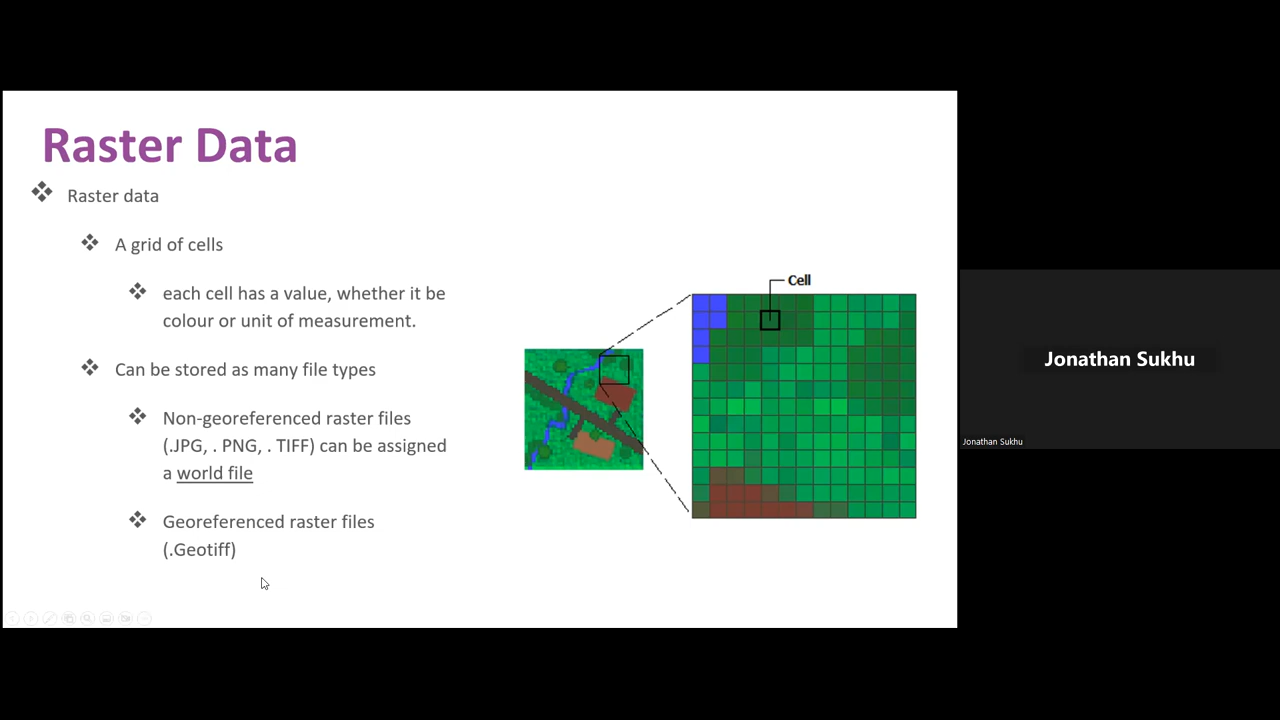 Raster Data
❖ Raster data
❖ A grid of cells
❖ each cell has a value, whether it be
colour or unit of measurement.
❖ Can be stored as many file types
❖ Non-georeferenced raster files
(.JPG, . PNG, . TIFF) can be assigned
a world file
❖ Georeferenced raster files
(.Geotiff)
Cell
Jonathan Sukhu
Jonathan Sukhu